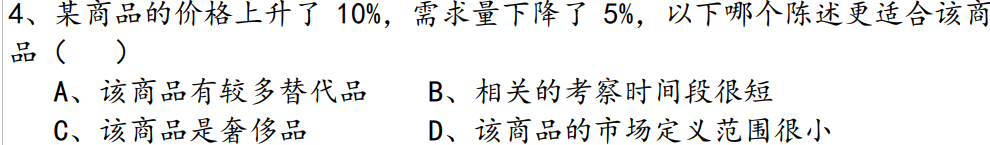 4、某商品的价格上升了 10%，需求量下降了 5%，以下哪个陈述更适合该商
品（　　）
A、该商品有较多替代品　　B、相关的考察时间段很短
C、该商品是奢侈品　　D、该商品的市场定义范围很小